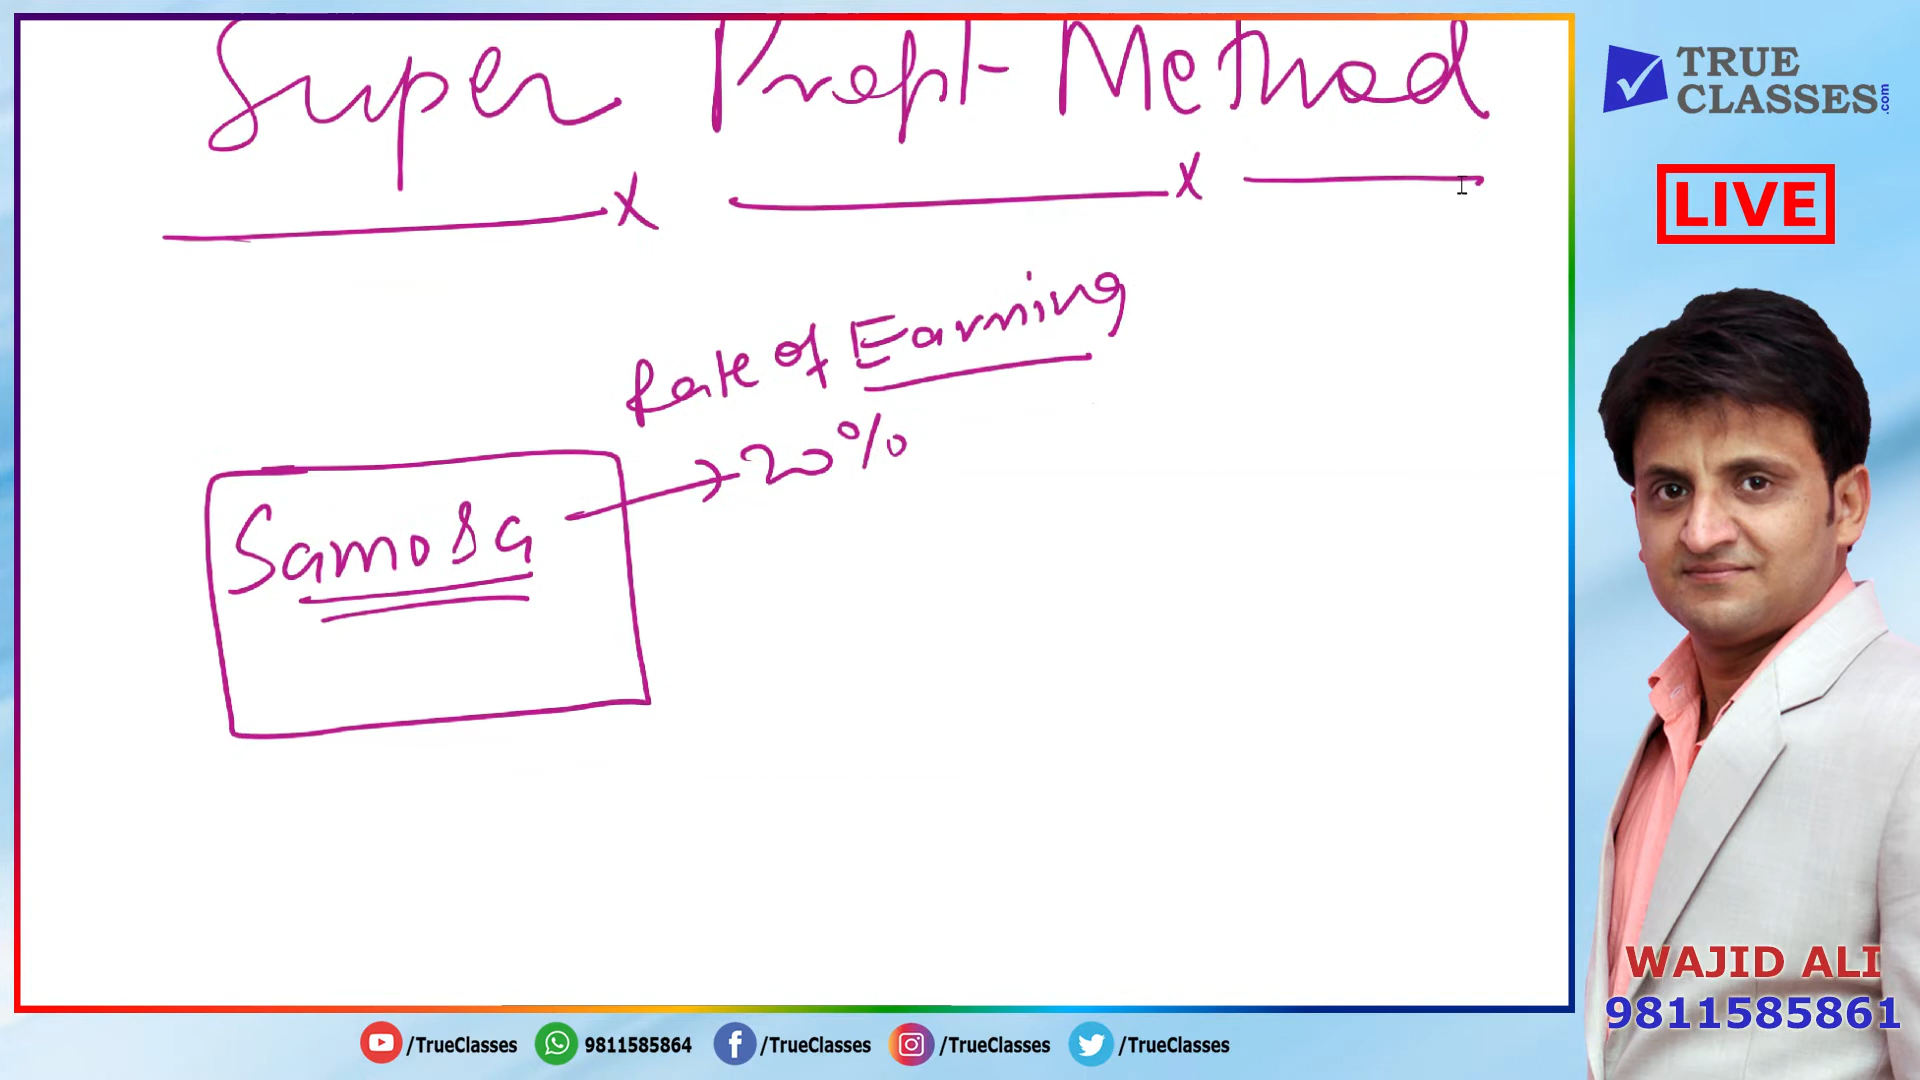 Super Profit Method
x x
Rate of Earning
20%
Samosa
TRUE
CLASSES.com
LIVE
WAJID ALI
9811585861
/TrueClasses 9811585864 /TrueClasses /TrueClasses /TrueClasses